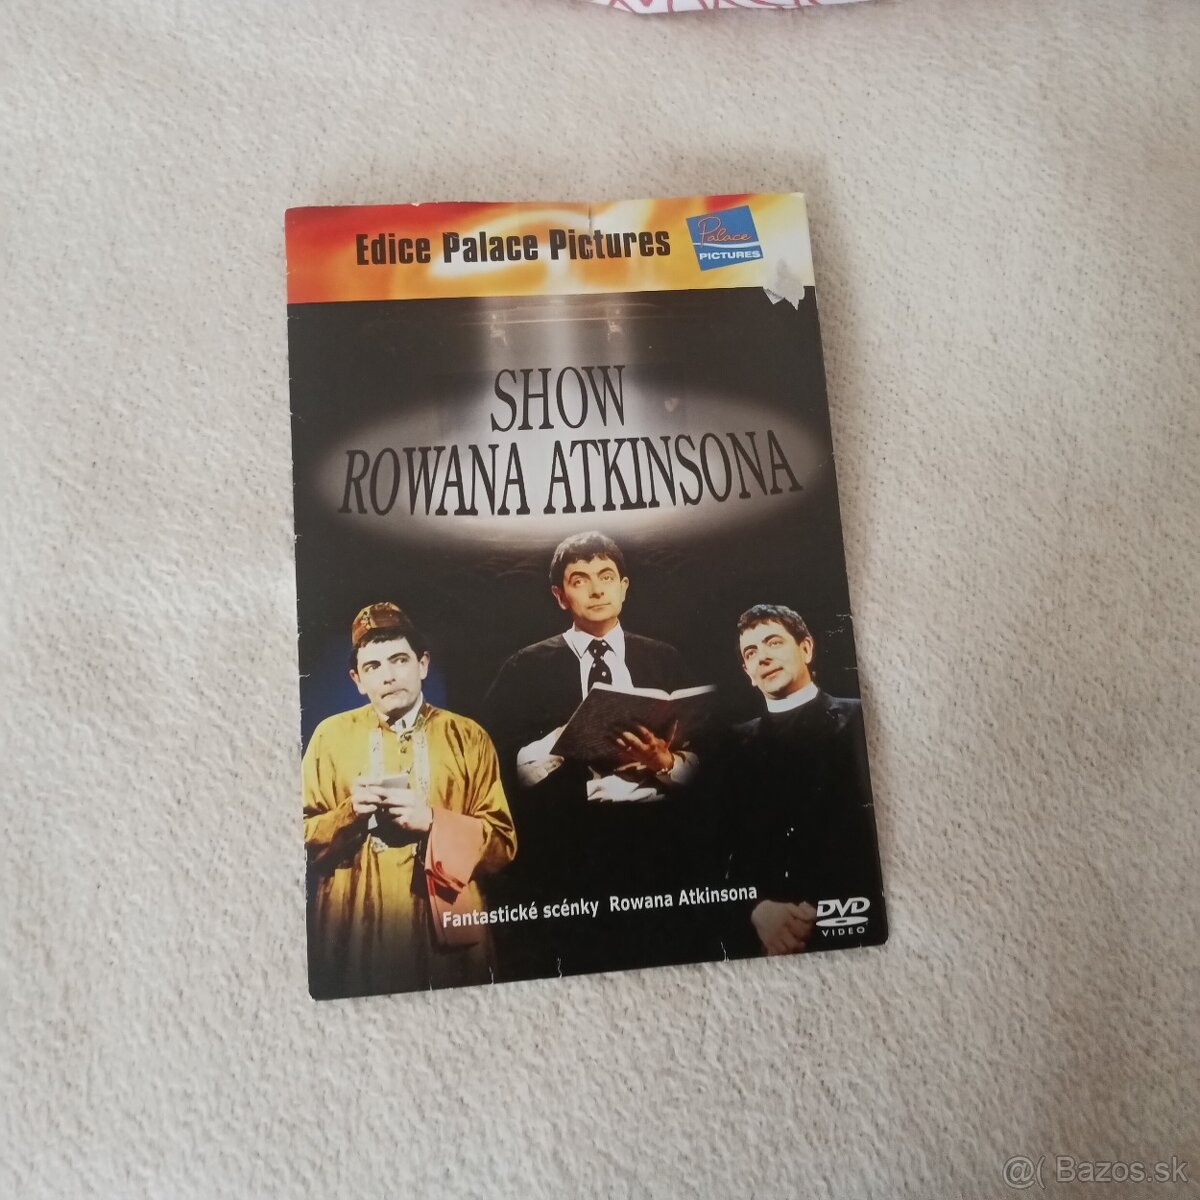 Edice Palace Pictures
Palace
PICTURES
SHOW
ROWANA ATKINSONA
Fantastické scénky Rowana Atkinsona
DVD
VIDEO
@( Bazos.sk